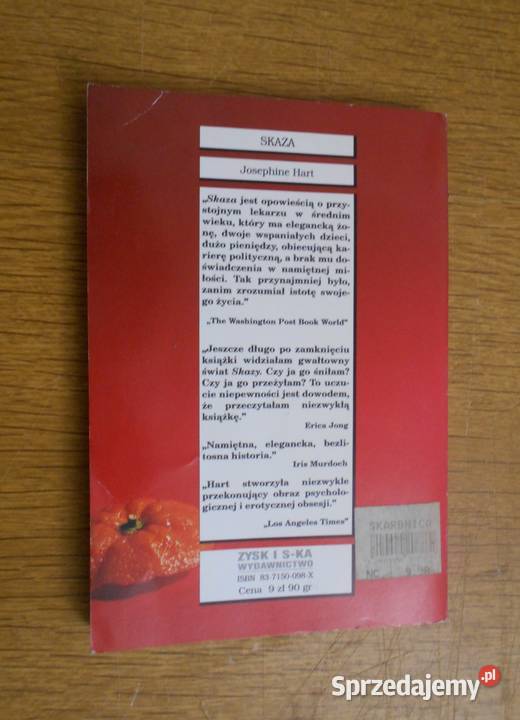 SKAZA
Josephine Hart
„Skaza jest opowieścią o przy-
stojnym lekarzu w średnim
wieku, który ma elegancką żo-
nę, dwoje wspaniałych dzieci,
dużo pieniędzy, obiecującą ka-
rierę polityczną, a brak mu do-
świadczenia w namiętnej mi-
łości. Tak przynajmniej było,
zanim zrozumiał istotę swoje-
go życia.”
„The Washington Post Book World”
„Jeszcze długo po zamknięciu
książki widziałam gwałtowny
świat Skazy. Czy ja go śniłam?
Czy ja go przeżyłam? To uczu-
cie niepewności jest dowodem,
że przeczytałam niezwykłą
książkę.”
Erica Jong
„Namiętna, elegancka, bezli-
tosna historia.”
Iris Murdoch
„Hart stworzyła niezwykle
przekonujący obraz psycholo-
gicznej i erotycznej obsesji.”
„Los Angeles Times”
ZYSK I S-KA
WYDAWNICTWO
ISBN 83-7150-098-X
Cena 9 zł 90 gr
SKARBNICA
Sprzedajemy.pl